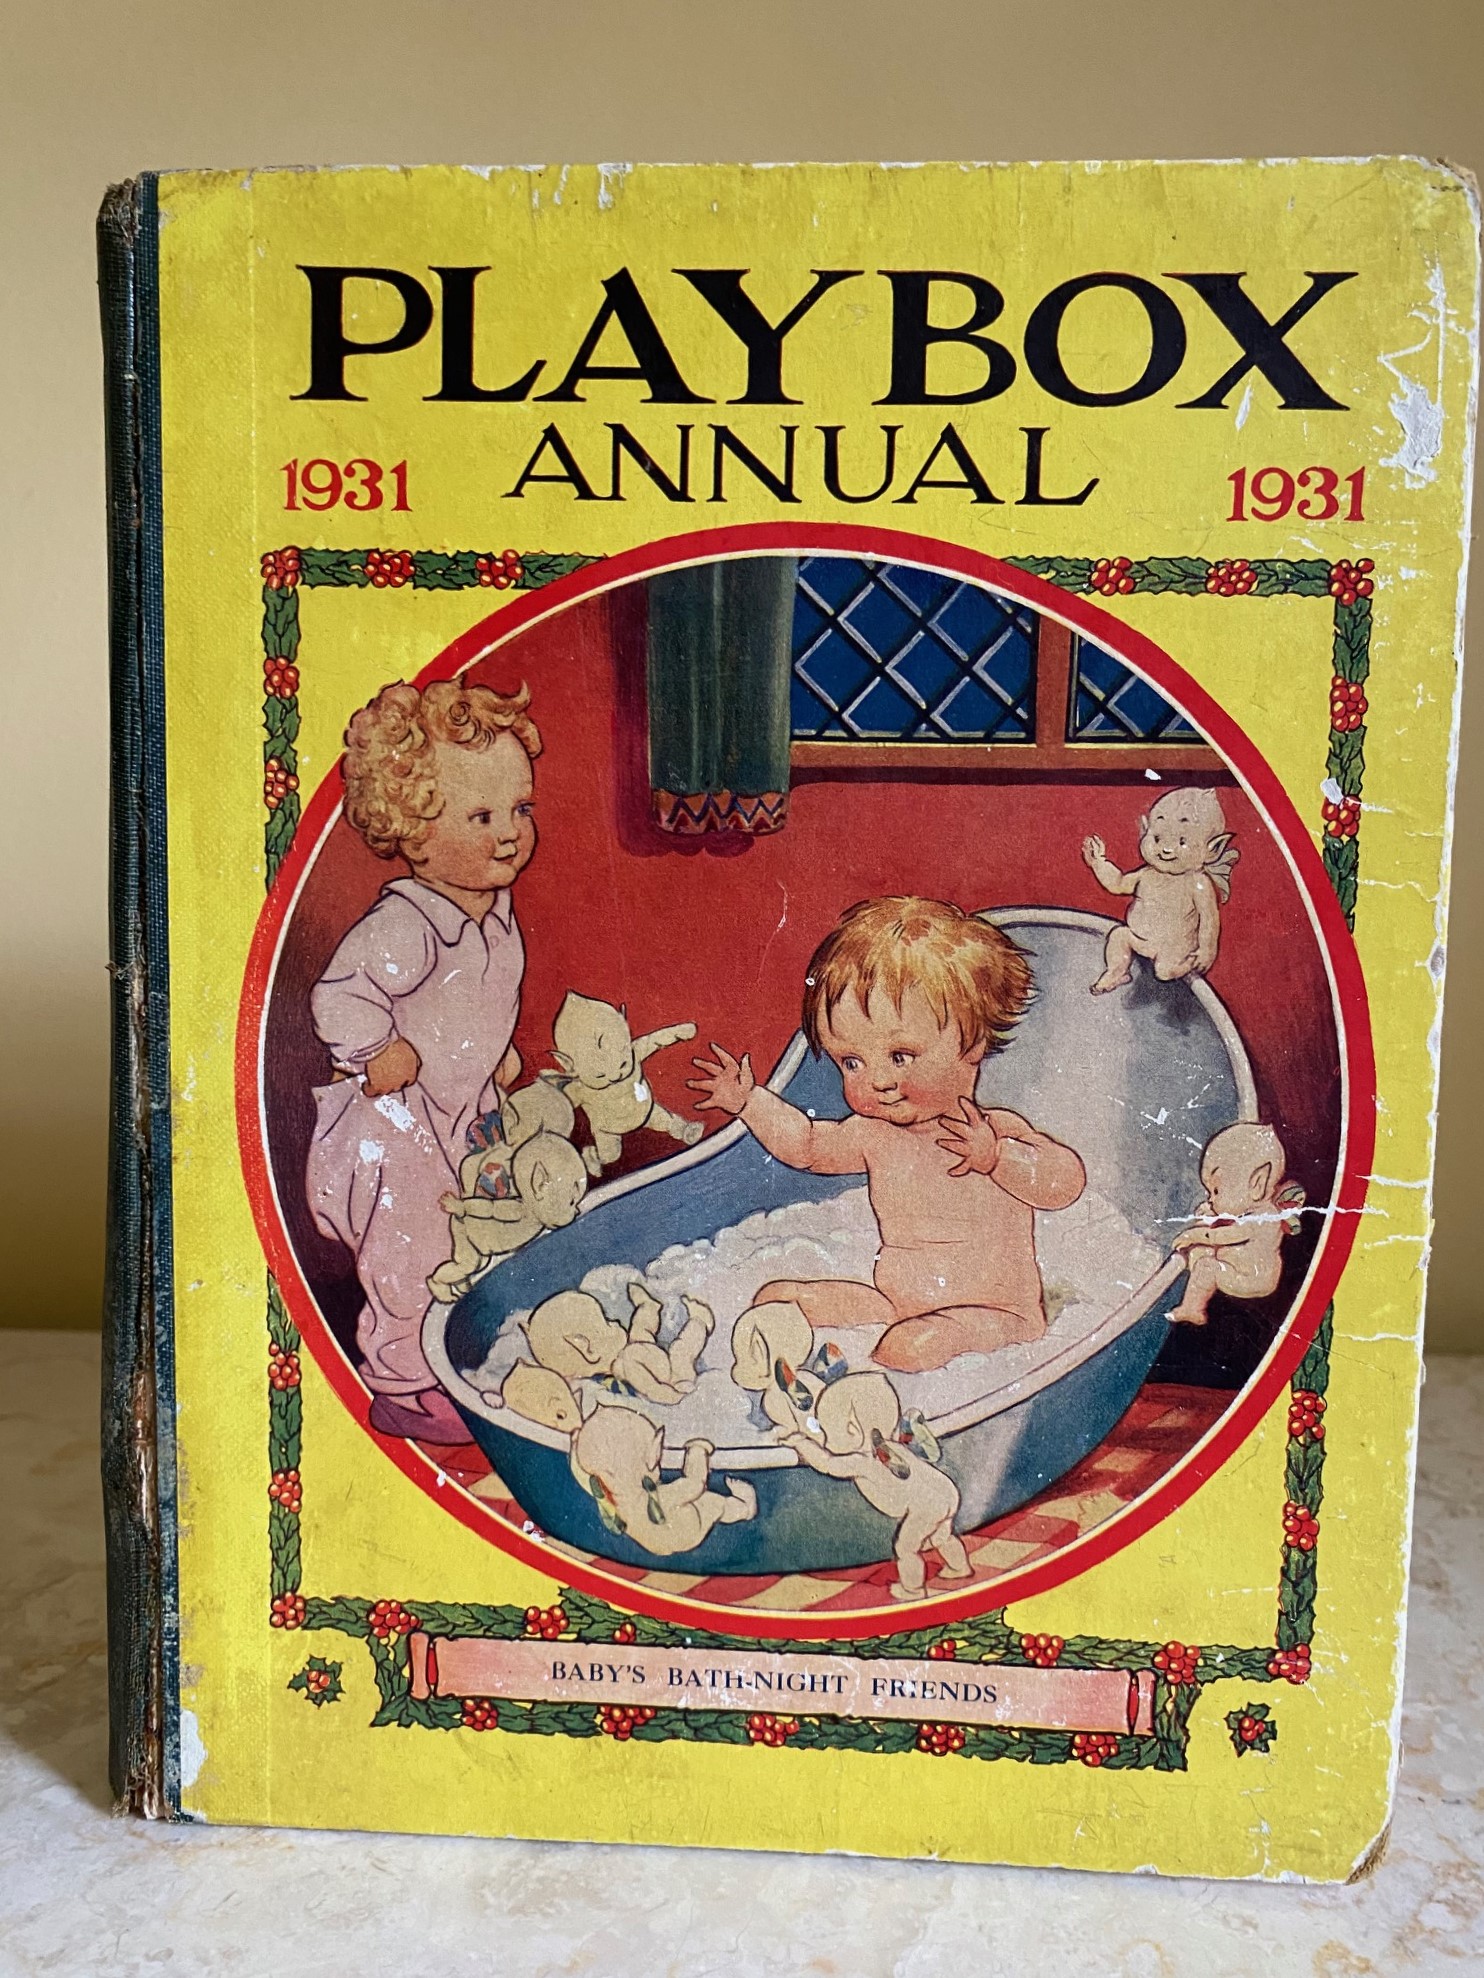 PLAYBOX
ANNUAL
1931 1931
BABY'S BATH-NIGHT FRIENDS